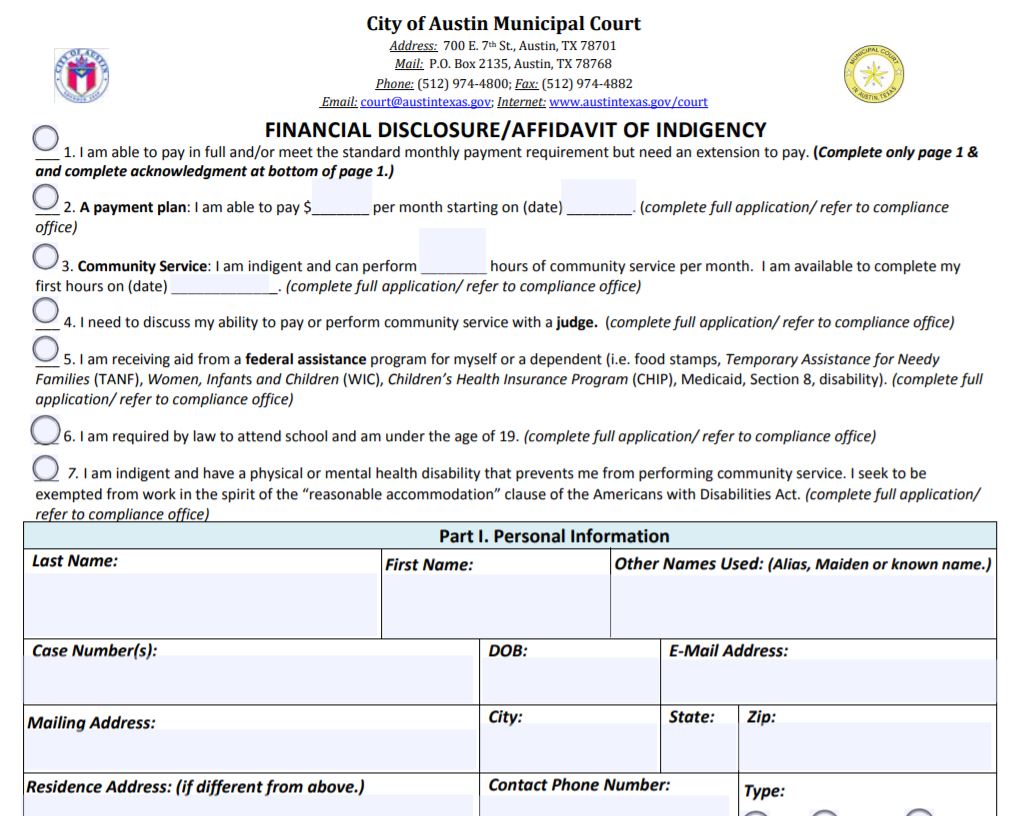 City of Austin Municipal Court
Address: 700 E. 7th St., Austin, TX 78701
Mail: P.O. Box 2135, Austin, TX 78768
Phone: (512) 974-4800; Fax: (512) 974-4882
Email: court@austintexas.gov; Internet: www.austintexas.gov/court
CITY OF AUSTIN
FOUNDED 1839
MUNICIPAL COURT
IN AUSTIN, TEXAS
FINANCIAL DISCLOSURE/AFFIDAVIT OF INDIGENCY
___ 1. I am able to pay in full and/or meet the standard monthly payment requirement but need an extension to pay. (Complete only page 1 &
and complete acknowledgment at bottom of page 1.)
___ 2. A payment plan: I am able to pay $_______ per month starting on (date) ________. (complete full application/ refer to compliance
office)
___ 3. Community Service: I am indigent and can perform ________ hours of community service per month. I am available to complete my
first hours on (date) _____________. (complete full application/ refer to compliance office)
___ 4. I need to discuss my ability to pay or perform community service with a judge. (complete full application/ refer to compliance office)
___ 5. I am receiving aid from a federal assistance program for myself or a dependent (i.e. food stamps, Temporary Assistance for Needy
Families (TANF), Women, Infants and Children (WIC), Children's Health Insurance Program (CHIP), Medicaid, Section 8, disability). (complete full
application/ refer to compliance office)
___ 6. I am required by law to attend school and am under the age of 19. (complete full application/ refer to compliance office)
___ 7. I am indigent and have a physical or mental health disability that prevents me from performing community service. I seek to be
exempted from work in the spirit of the “reasonable accommodation” clause of the Americans with Disabilities Act. (complete full application/
refer to compliance office)
Part I. Personal Information
Last Name: First Name: Other Names Used: (Alias, Maiden or known name.)
Case Number(s): DOB: E-Mail Address:
Mailing Address: City: State: Zip:
Residence Address: (if different from above.) Contact Phone Number: Type: